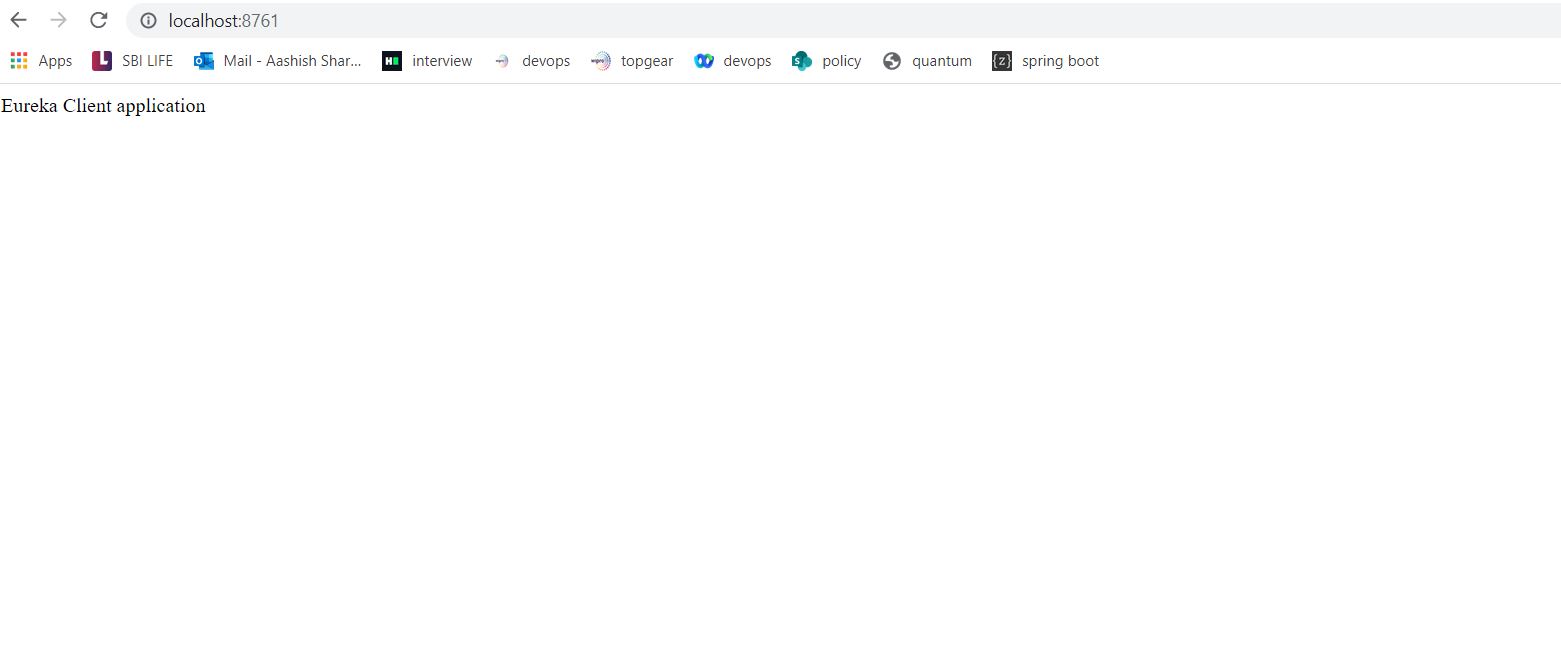 localhost:8761
Apps SBI LIFE Mail - Aashish Shar... interview devops topgear devops policy quantum spring boot
Eureka Client application